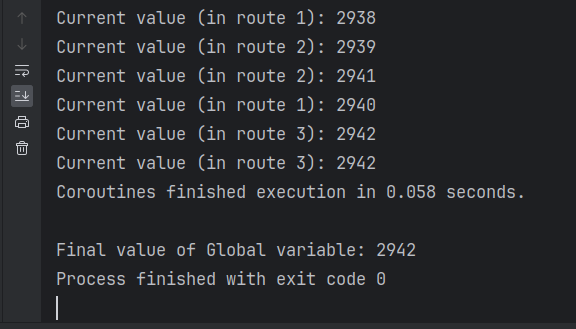 Current value (in route 1): 2938
Current value (in route 2): 2939
Current value (in route 2): 2941
Current value (in route 1): 2940
Current value (in route 3): 2942
Current value (in route 3): 2942
Coroutines finished execution in 0.058 seconds.
Final value of Global variable: 2942
Process finished with exit code 0